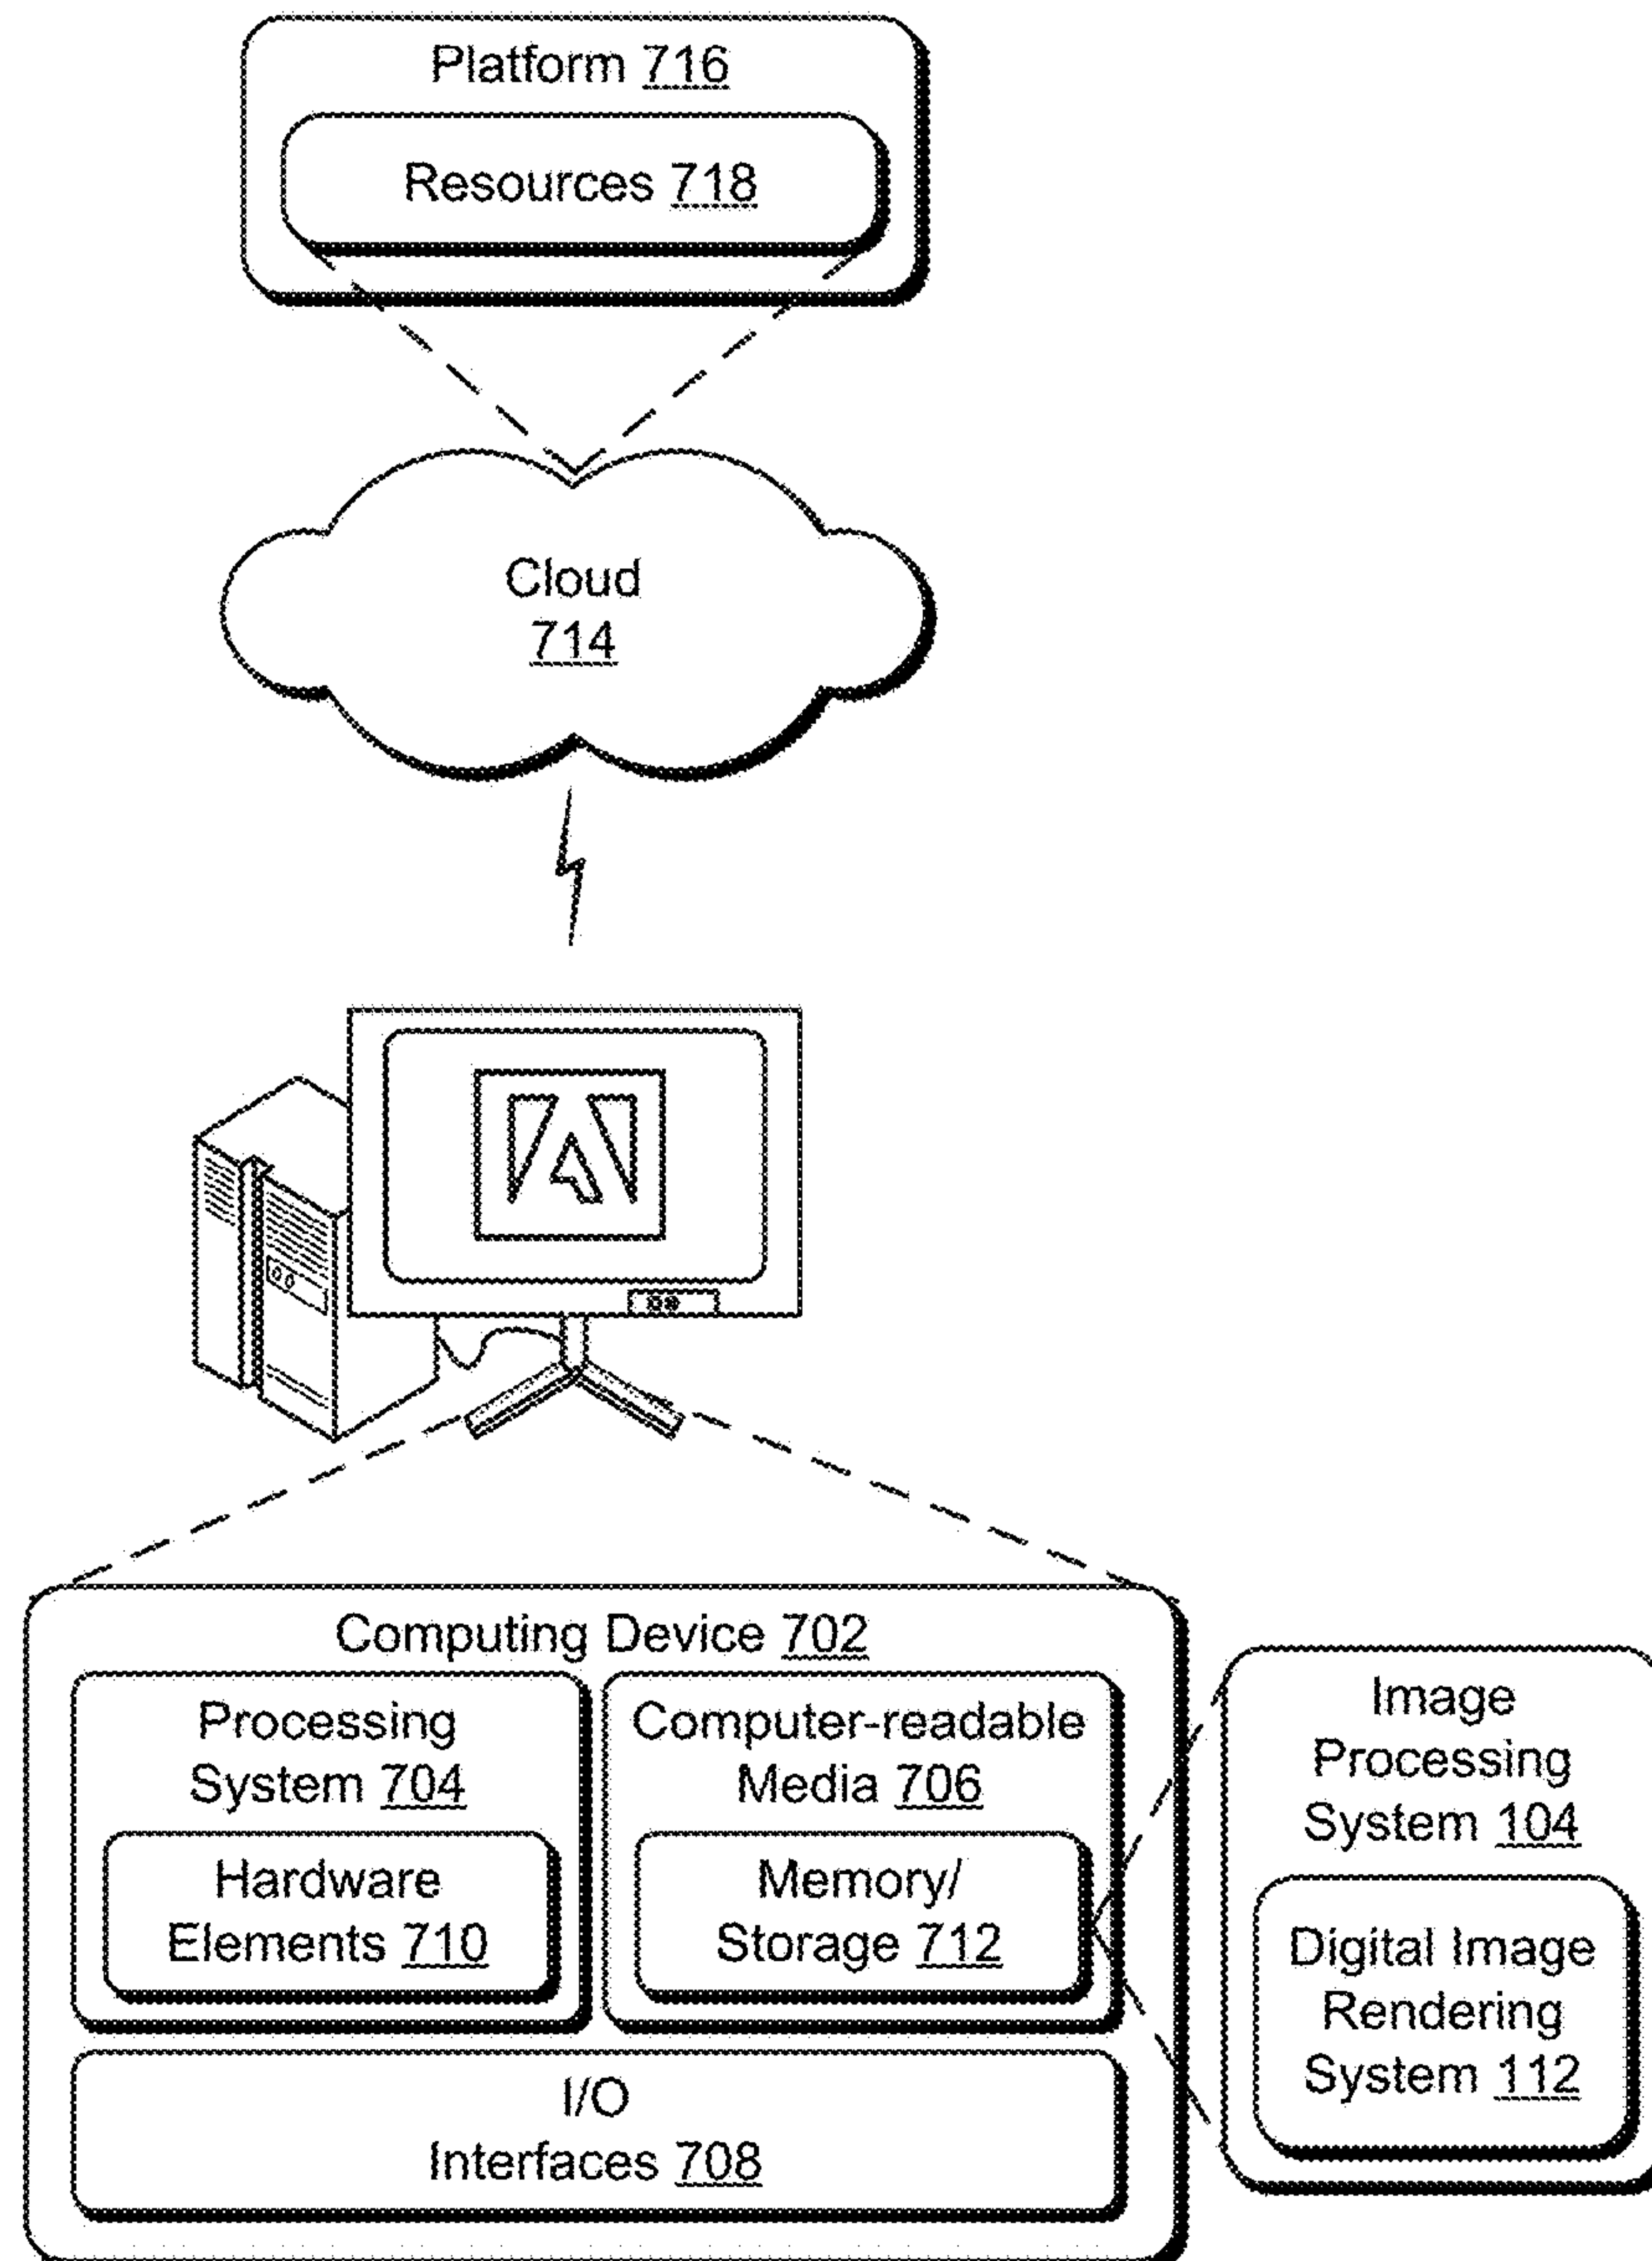 Platform 716
Resources 718
Cloud
714
Computing Device 702
Processing
System 704
Hardware
Elements 710
Computer-readable
Media 706
Memory/
Storage 712
I/O
Interfaces 708
Image
Processing
System 104
Digital Image
Rendering
System 112